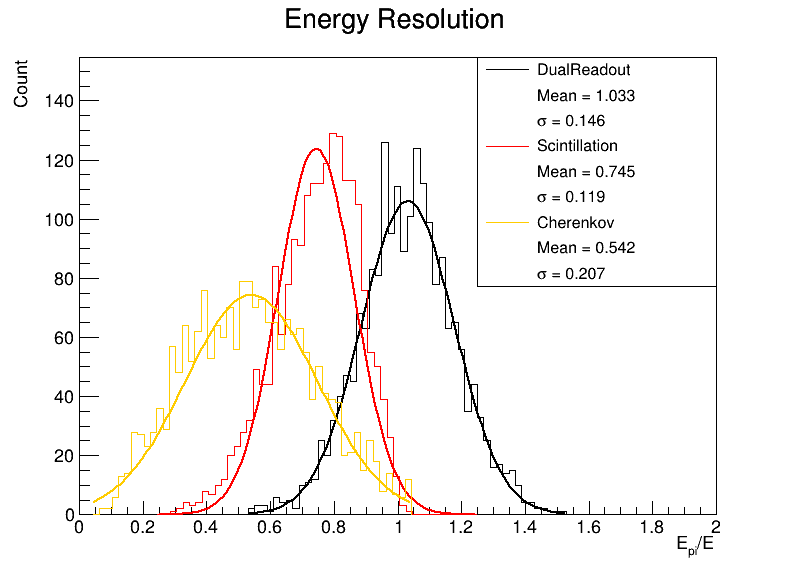 Energy Resolution
Count
140
120
100
80
60
40
20
0
DualReadout
Mean = 1.033
σ = 0.146
Scintillation
Mean = 0.745
σ = 0.119
Cherenkov
Mean = 0.542
σ = 0.207
0 0.2 0.4 0.6 0.8 1 1.2 1.4 1.6 1.8 2
E_pi/E